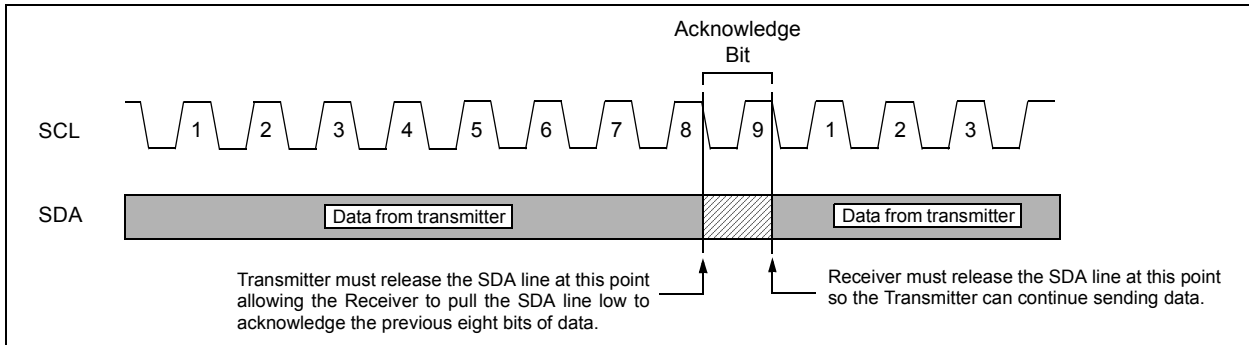 Acknowledge
Bit
SCL
1 2 3 4 5 6 7 8 9 1 2 3
SDA
Data from transmitter
Data from transmitter
Transmitter must release the SDA line at this point
allowing the Receiver to pull the SDA line low to
acknowledge the previous eight bits of data.
Receiver must release the SDA line at this point
so the Transmitter can continue sending data.